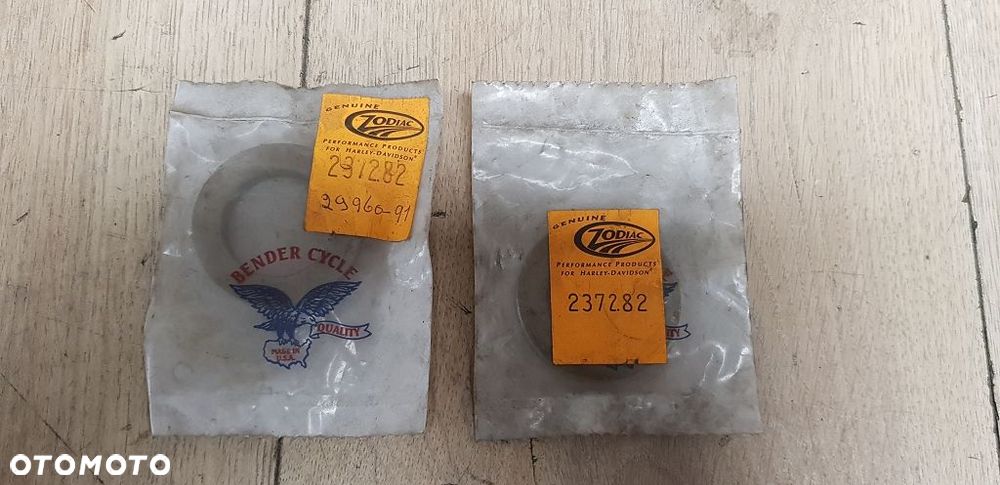 GENUINE
ZODIAC
PERFORMANCE PRODUCTS
FOR HARLEY-DAVIDSON®
237282
29960-91
BENDER CYCLE
QUALITY
MADE IN
U.S.A.
GENUINE
ZODIAC
PERFORMANCE PRODUCTS
FOR HARLEY-DAVIDSON®
237282
OTOMOTO